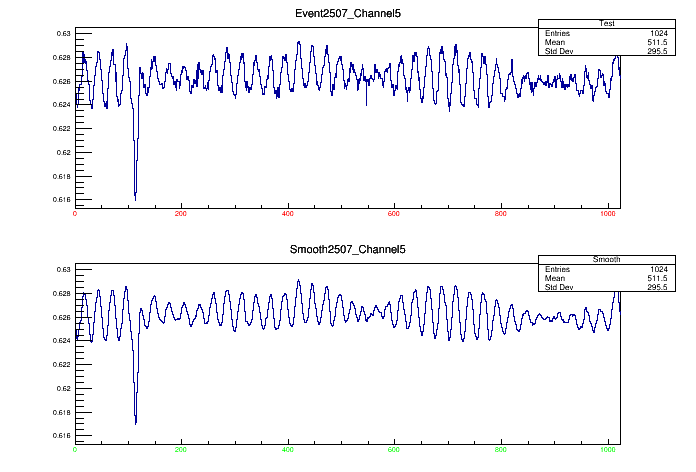 Event2507_Channel5
Test
Entries 1024
Mean 511.5
Std Dev 295.5
0.63
0.628
0.626
0.624
0.622
0.62
0.618
0.616
0 200 400 600 800 1000
Smooth2507_Channel5
Smooth
Entries 1024
Mean 511.5
Std Dev 295.5
0.63
0.628
0.626
0.624
0.622
0.62
0.618
0.616
0 200 400 600 800 1000